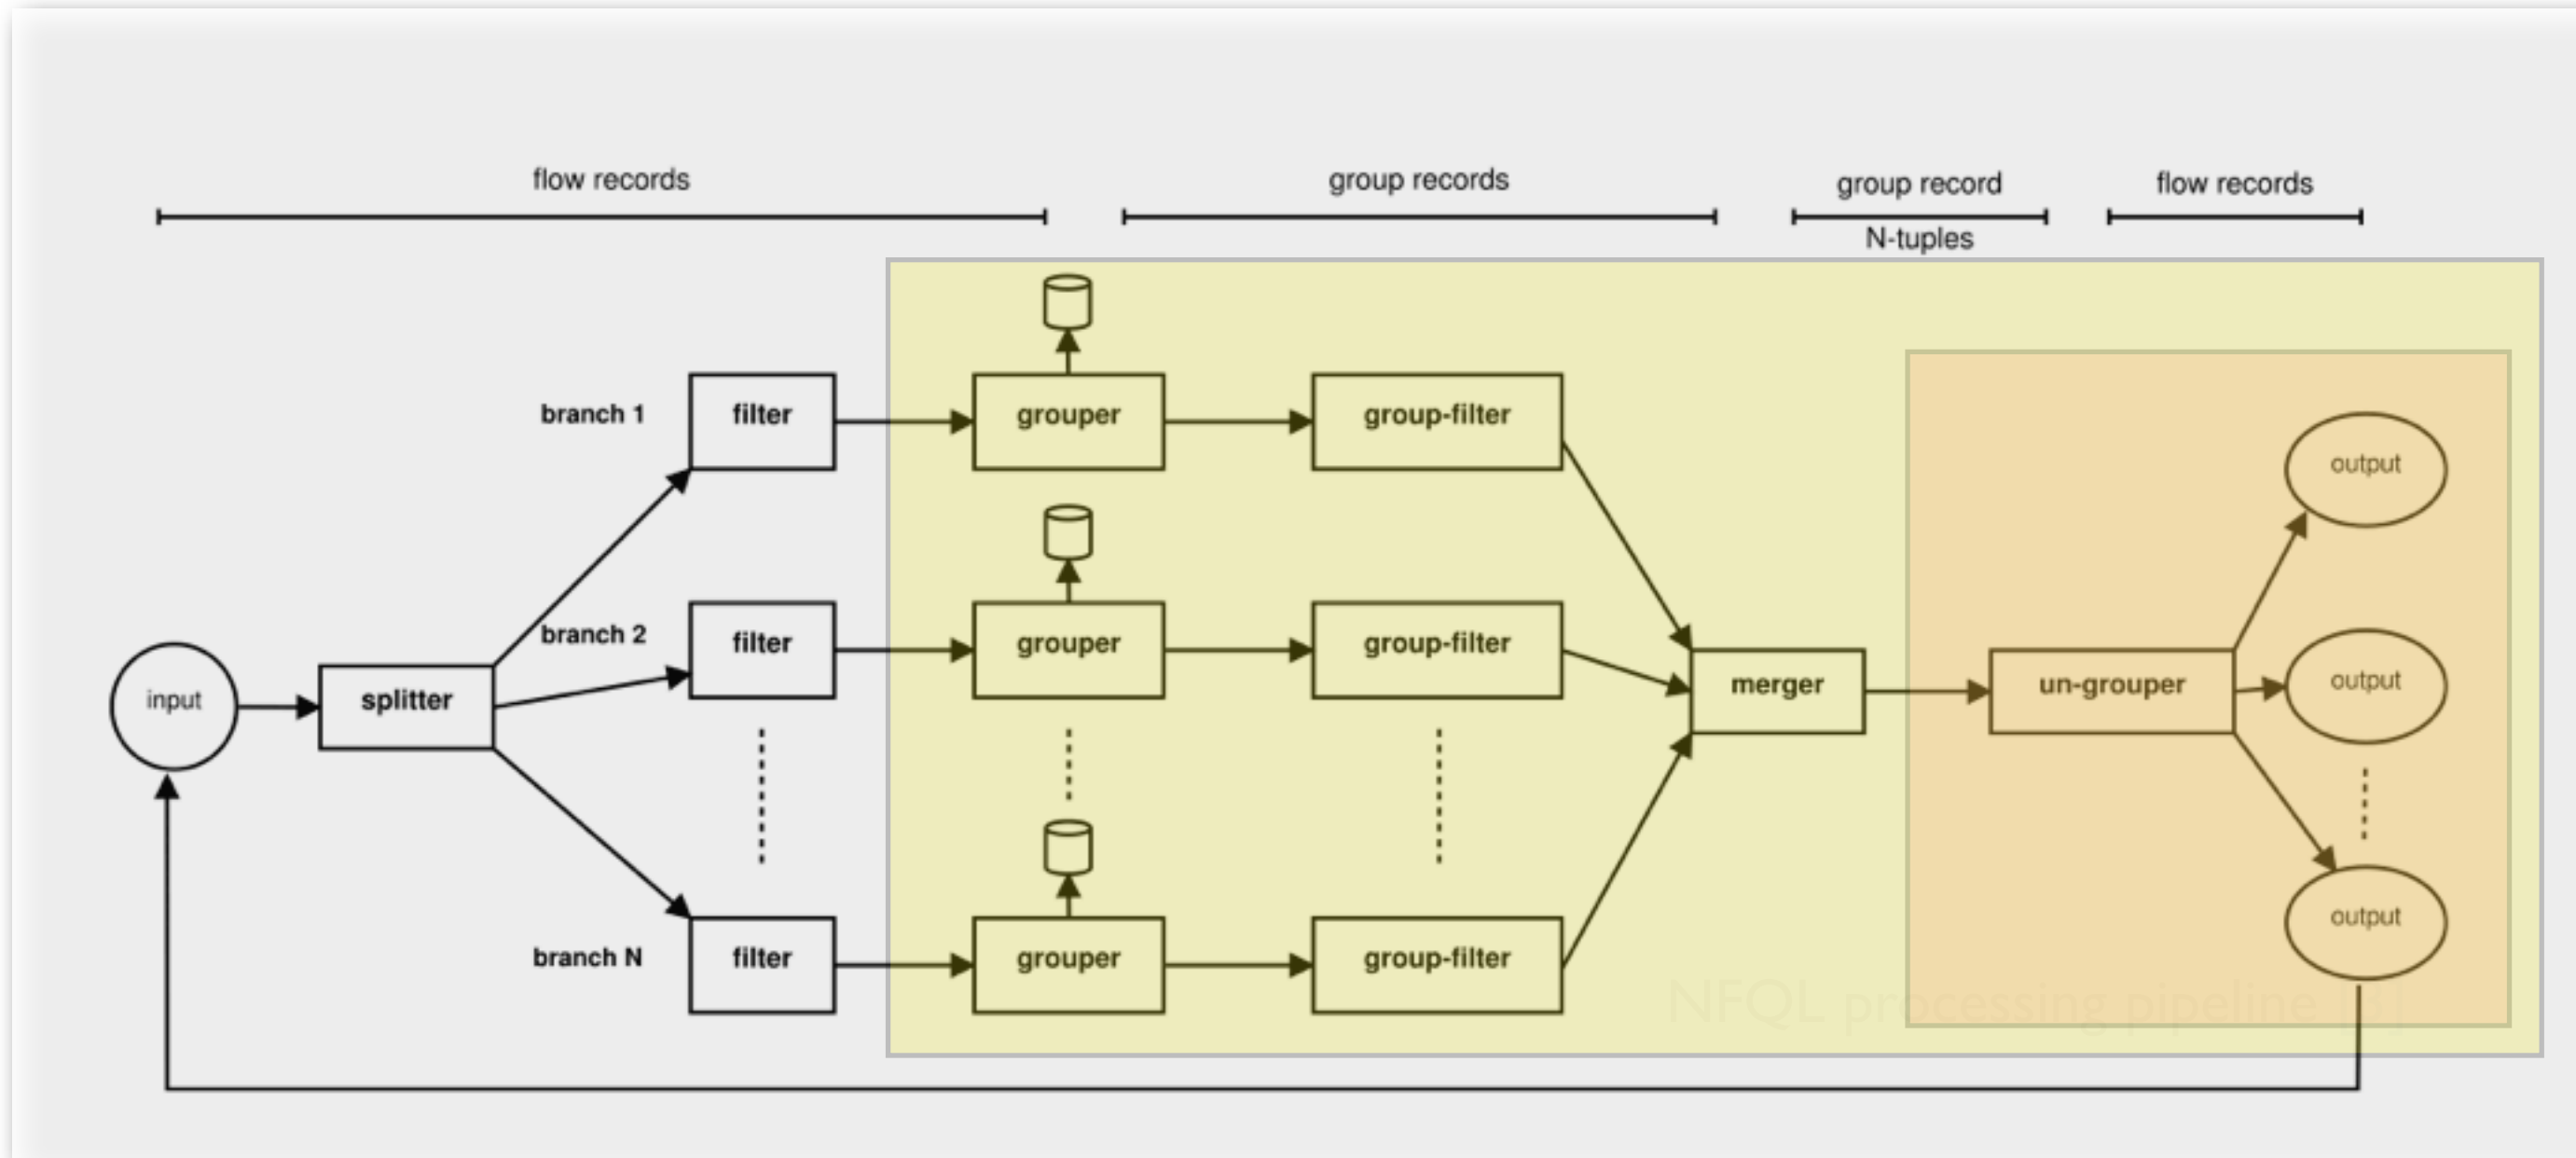 flow records
group records
group record
N-tuples
flow records
branch 1
filter
grouper
group-filter
output
branch 2
filter
grouper
group-filter
input
splitter
merger
un-grouper
output
branch N
filter
grouper
group-filter
output
NFQL processing pipeline [3]